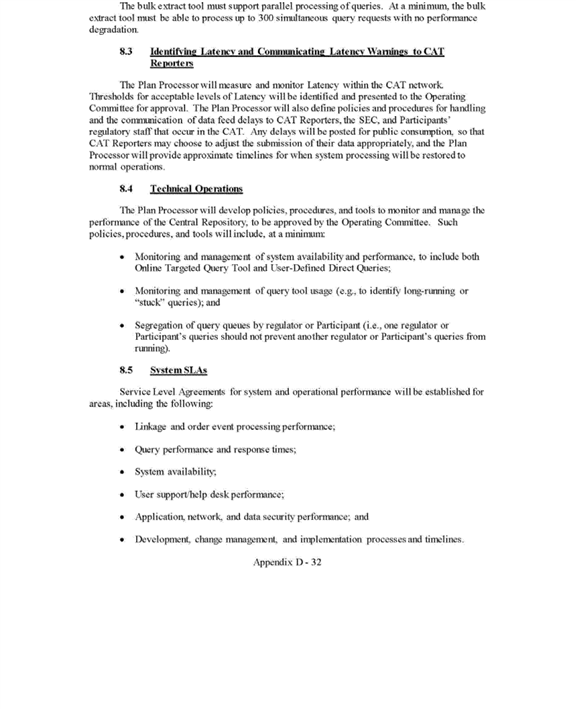 The bulk extract tool must support parallel processing of queries. At a minimum, the bulk
extract tool must be able to process up to 300 simultaneous query requests with no performance
degradation.
8.3 Identifying Latency and Communicating Latency Warnings to CAT
Reporters
The Plan Processor will measure and monitor Latency within the CAT network.
Thresholds for acceptable levels of Latency will be identified and presented to the Operating
Committee for approval. The Plan Processor will also define policies and procedures for handling
and the communication of data feed delays to CAT Reporters, the SEC, and Participants’
regulatory staff that occur in the CAT. Any delays will be posted for public consumption, so that
CAT Reporters may choose to adjust the submission of their data appropriately, and the Plan
Processor will provide approximate timelines for when system processing will be restored to
normal operations.
8.4 Technical Operations
The Plan Processor will develop policies, procedures, and tools to monitor and manage the
performance of the Central Repository, to be approved by the Operating Committee. Such
policies, procedures, and tools will include, at a minimum:
• Monitoring and management of system availability and performance, to include both
Online Targeted Query Tool and User-Defined Direct Queries;
• Monitoring and management of query tool usage (e.g., to identify long-running or
“stuck” queries); and
• Segregation of query queues by regulator or Participant (i.e., one regulator or
Participant’s queries should not prevent another regulator or Participant’s queries from
running).
8.5 System SLAs
Service Level Agreements for system and operational performance will be established for
areas, including the following:
• Linkage and order event processing performance;
• Query performance and response times;
• System availability;
• User support/help desk performance;
• Application, network, and data security performance; and
• Development, change management, and implementation processes and timelines.
Appendix D - 32